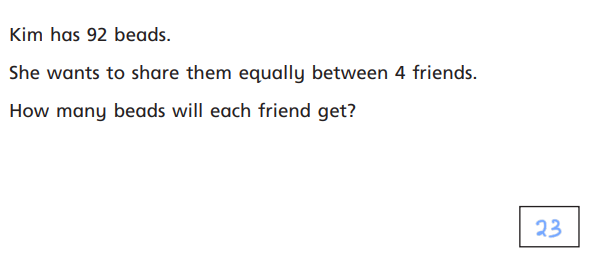 Kim has 92 beads.
She wants to share them equally between 4 friends.
How many beads will each friend get?
23